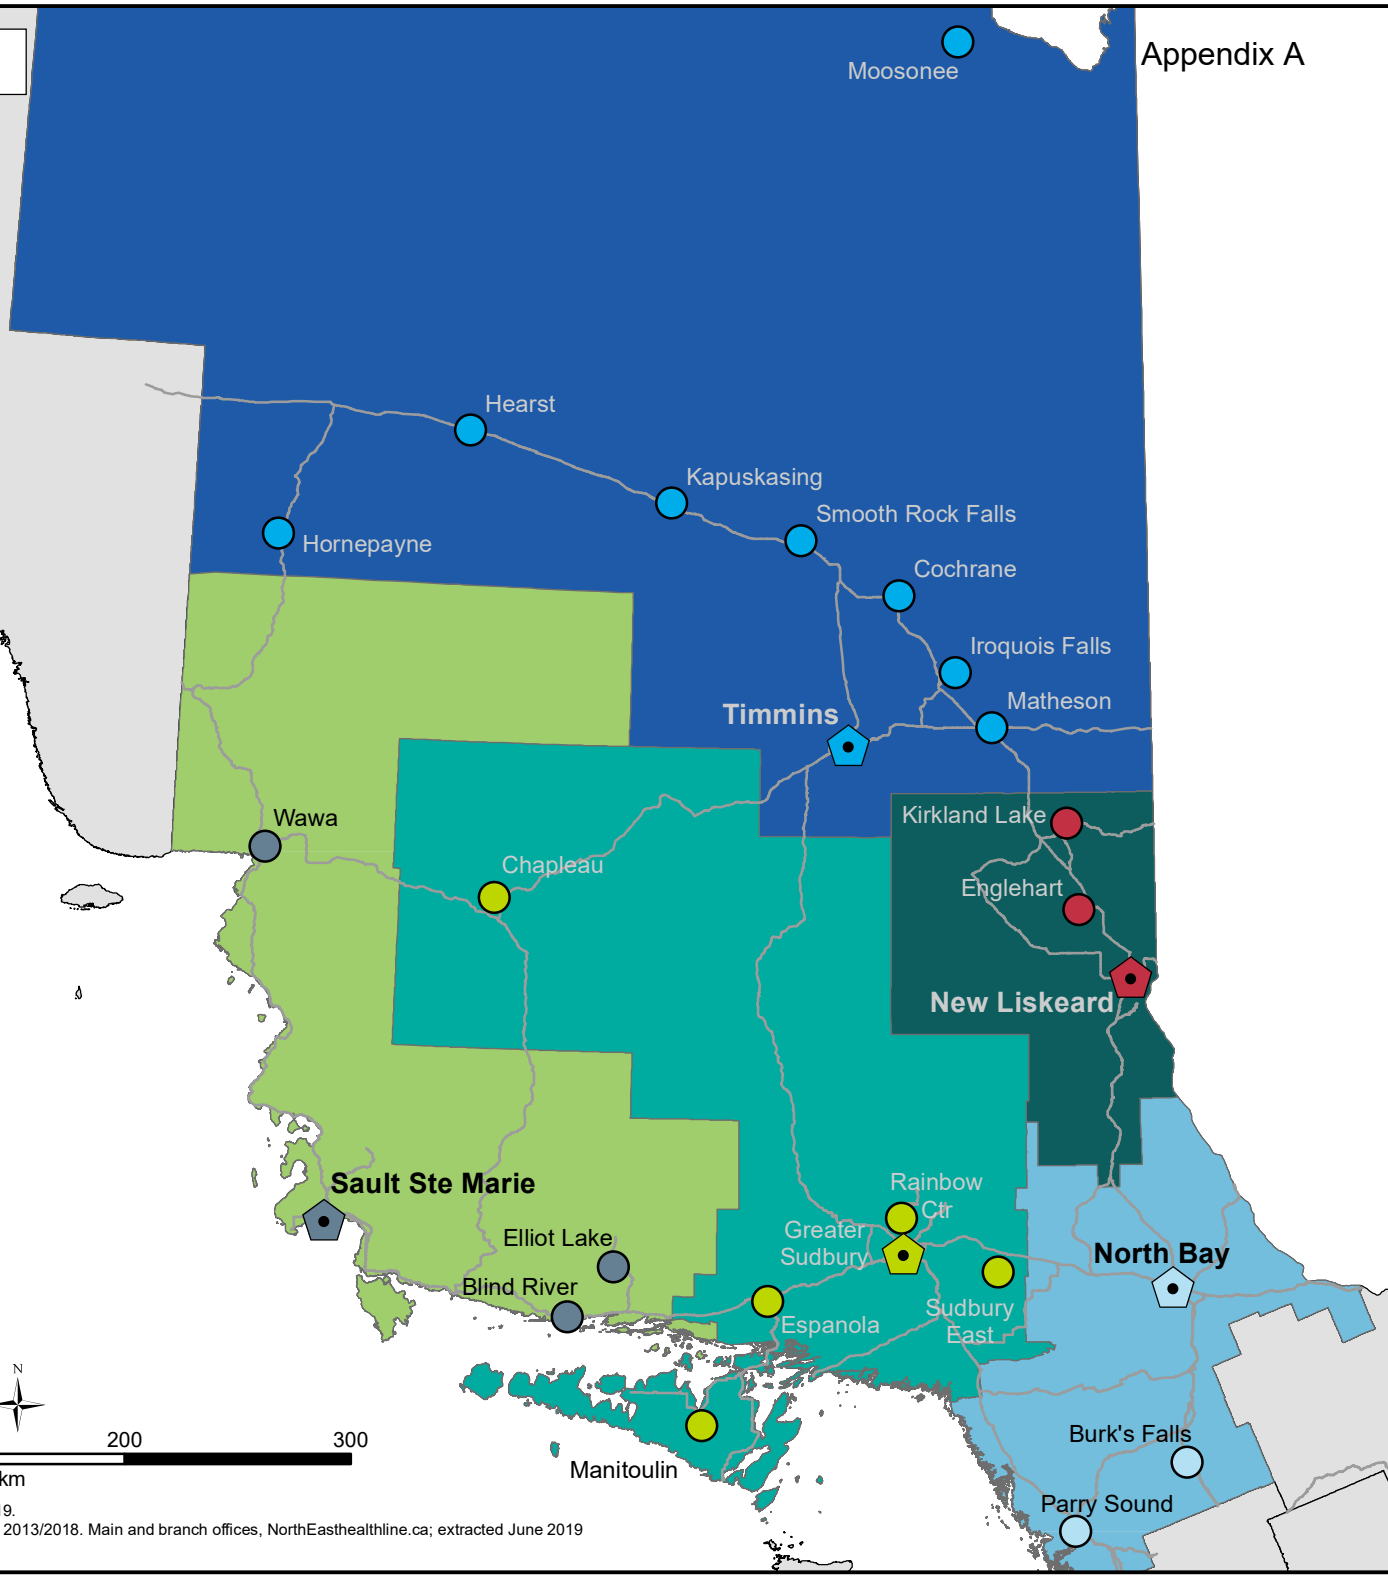 Appendix A
Moosonee
Hearst
Kapuskasing
Smooth Rock Falls
Hornepayne
Cochrane
Iroquois Falls
Matheson
Timmins
Wawa
Kirkland Lake
Chapleau
Englehart
New Liskeard
Sault Ste Marie
Rainbow
Ctr
Greater
Sudbury
Elliot Lake
North Bay
Blind River
Sudbury
East
Espanola
N
Burk's Falls
200 300
Manitoulin
km
Parry Sound
19.
2013/2018. Main and branch offices, NorthEasthealthline.ca; extracted June 2019